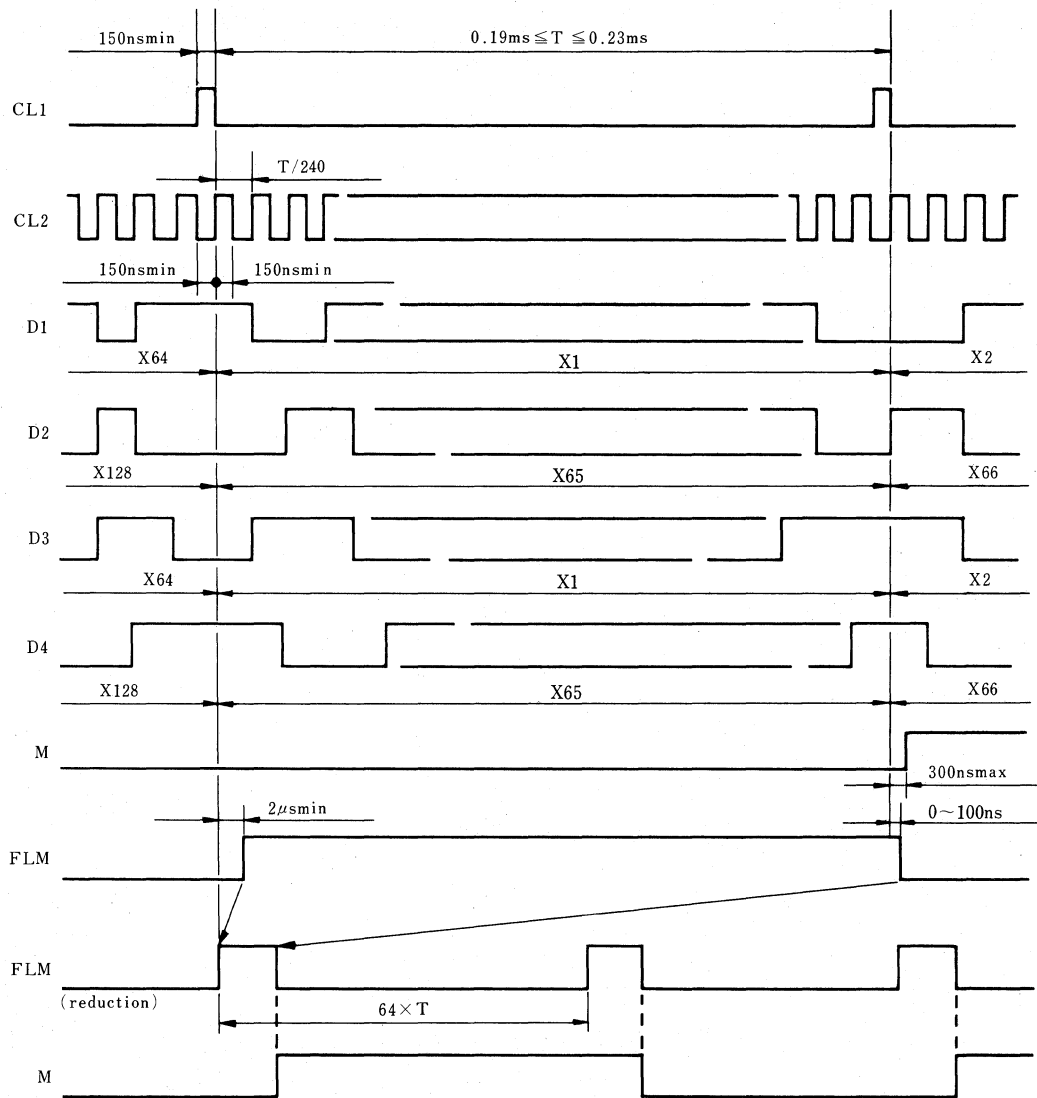 150nsmin
0.19ms≦T≦0.23ms
CL1
T/240
CL2
150nsmin
150nsmin
D1
X64
X1
X2
D2
X128
X65
X66
D3
X64
X1
X2
D4
X128
X65
X66
M
300nsmax
2μsmin
0~100ns
FLM
FLM
(reduction)
64×T
M